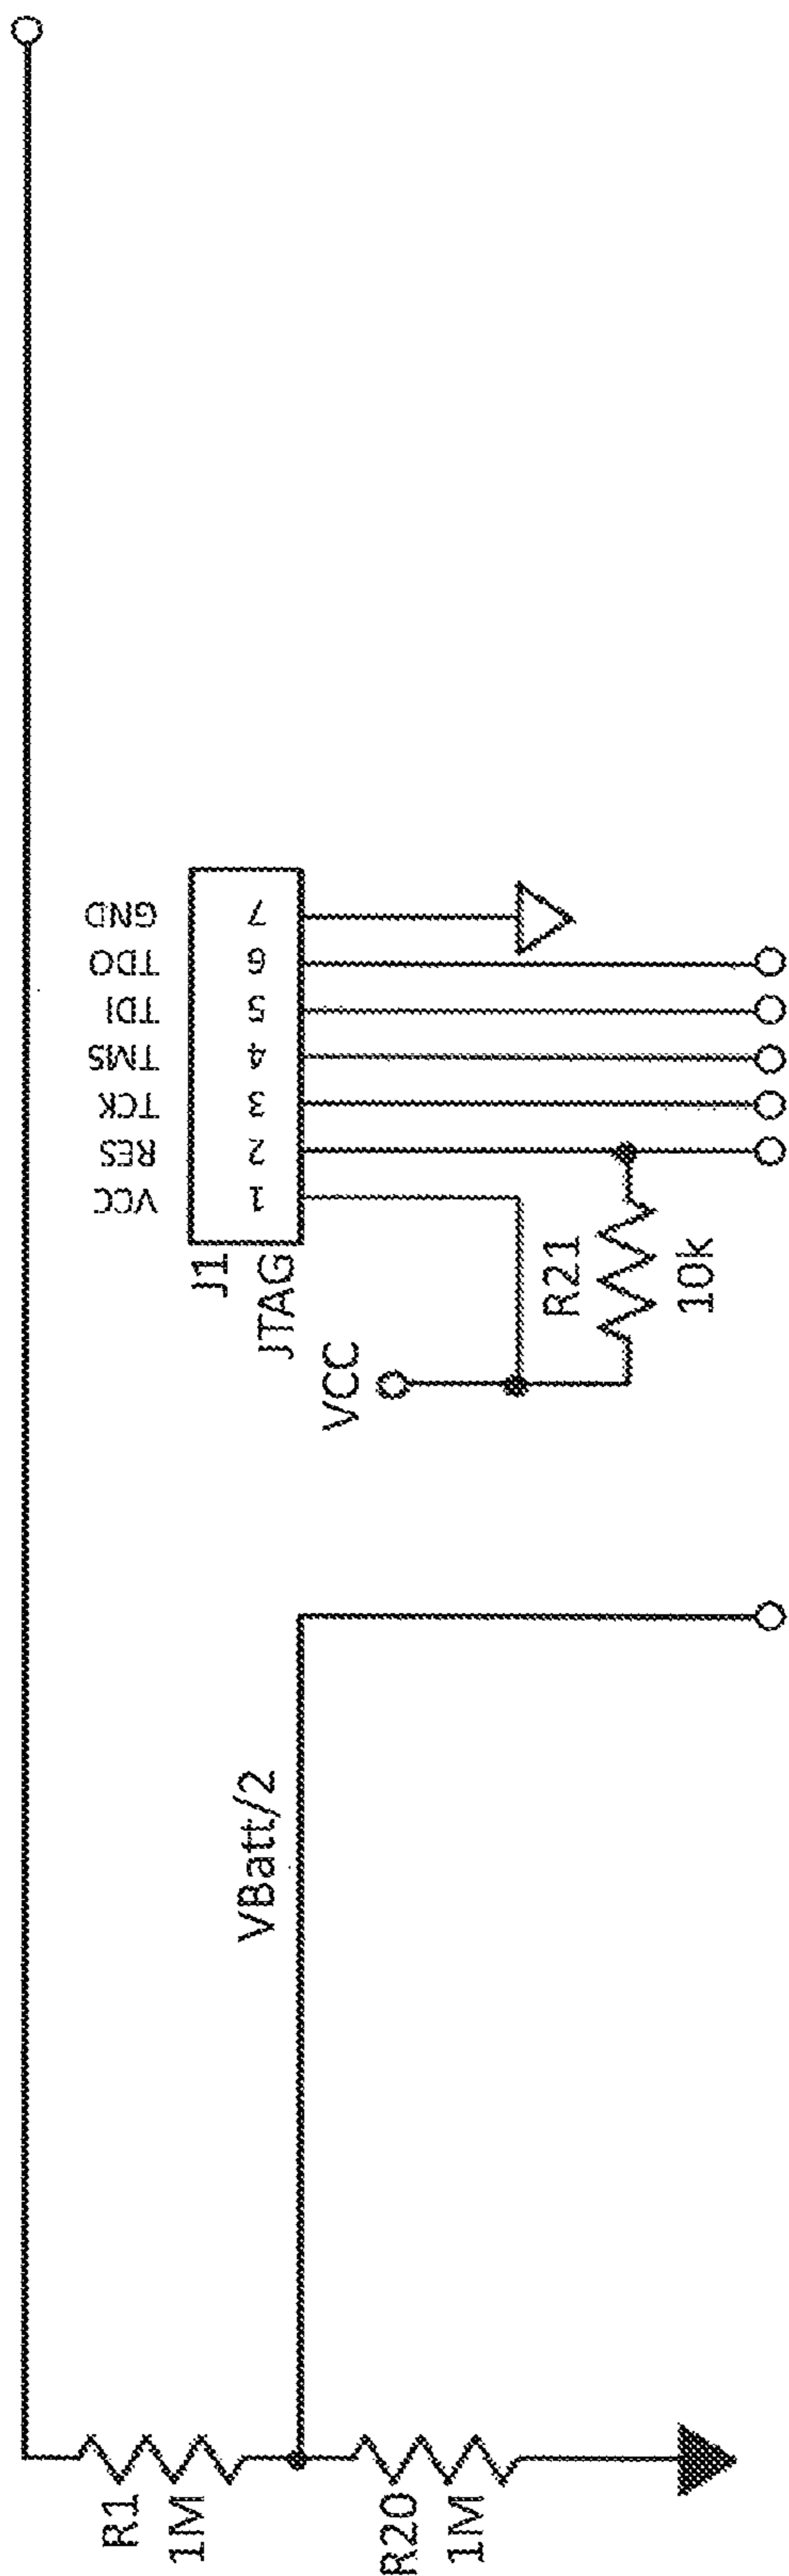 GND
TDO
TDI
TMS
TCK
RES
VCC
7
6
5
4
3
2
1
J1
JTAG
VCC
R21
10k
VBatt/2
R1
1M
R20
1M